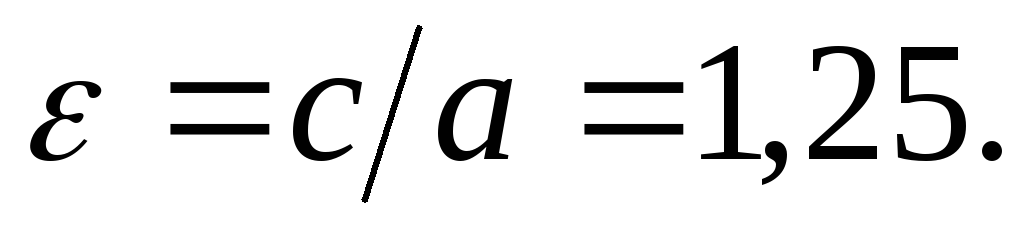 ε = c/a = 1,25.